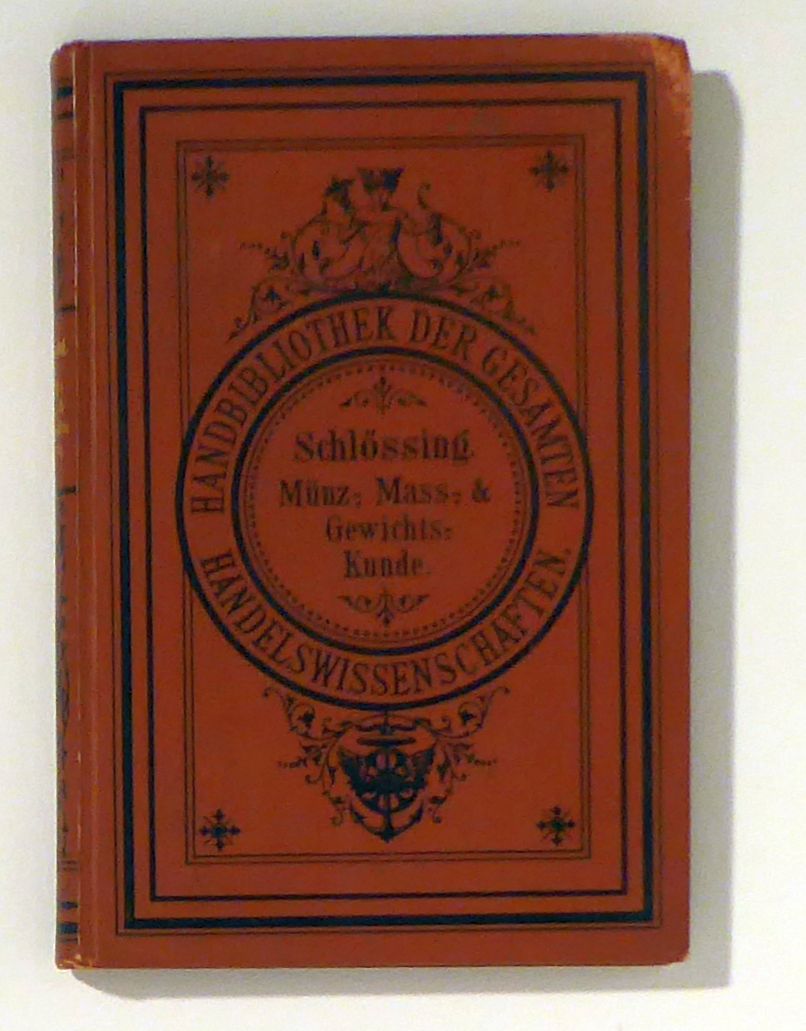 HANDBIBLIOTHEK DER GESAMTEN
HANDELSWISSENSCHAFTEN.
Schlössing.
Münz-, Mass-, &
Gewichts-
Kunde.